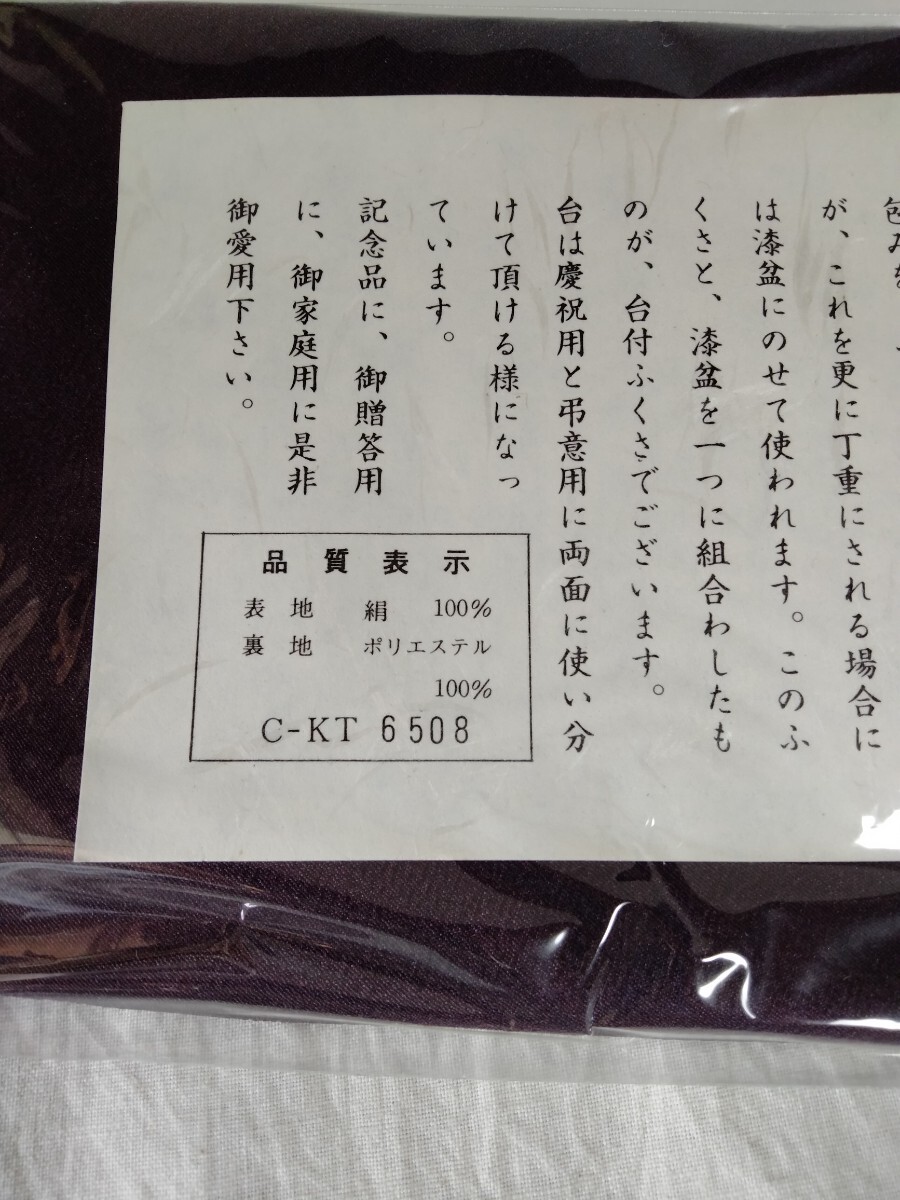 包みを
が、これを更に丁重にされる場合に
は漆盆にのせて使われます。このふ
くさと、漆盆を一つに組合わしたも
のが、台付ふくさでございます。
台は慶祝用と弔意用に両面に使い分
けて頂ける様になっ
ています。
記念品に、御贈答用
に、御家庭用に是非
御愛用下さい。
品質表示
表地 絹 100%
裏地 ポリエステル
100%
C-KT 6508